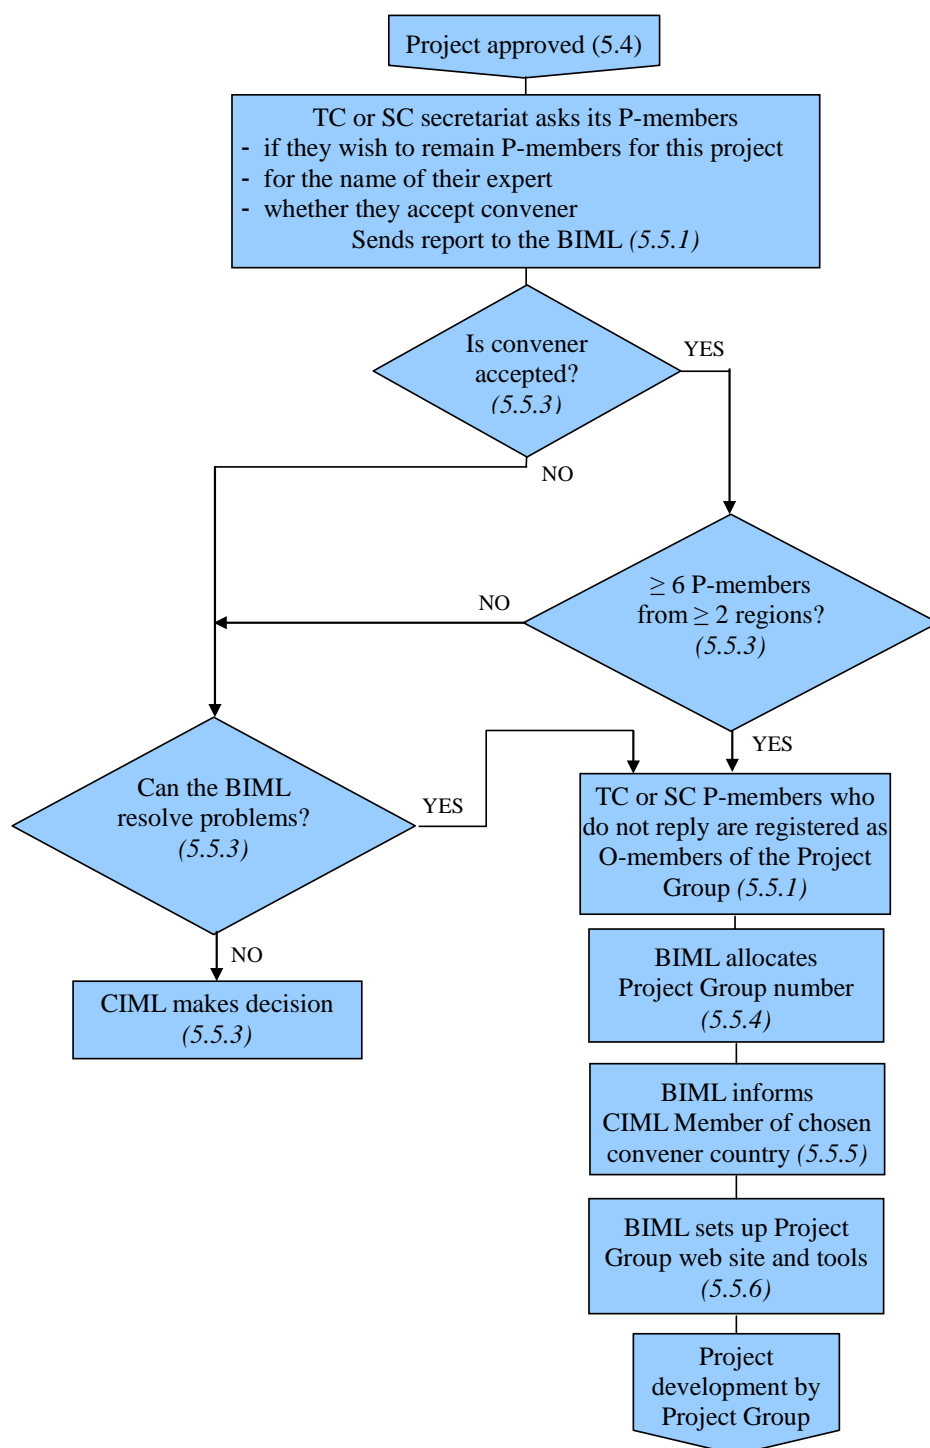 Project approved (5.4)
TC or SC secretariat asks its P-members
- if they wish to remain P-members for this project
- for the name of their expert
- whether they accept convener
Sends report to the BIML (5.5.1)
Is convener
accepted?
(5.5.3)
YES
NO
≥ 6 P-members
from ≥ 2 regions?
(5.5.3)
NO
YES
Can the BIML
resolve problems?
(5.5.3)
YES
NO
TC or SC P-members who
do not reply are registered as
O-members of the Project
Group (5.5.1)
CIML makes decision
(5.5.3)
BIML allocates
Project Group number
(5.5.4)
BIML informs
CIML Member of chosen
convener country (5.5.5)
BIML sets up Project
Group web site and tools
(5.5.6)
Project
development by
Project Group